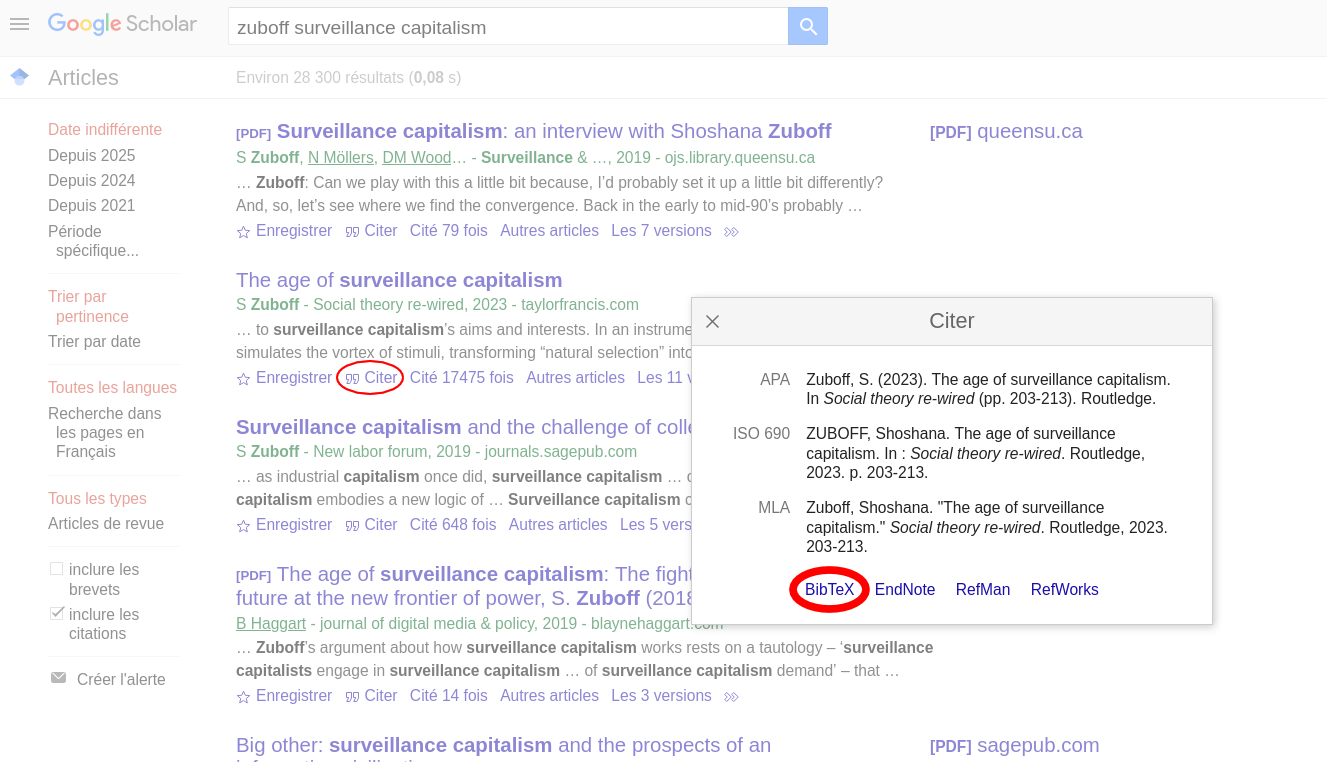 Google Scholar
zuboff surveillance capitalism
Articles
Environ 28 300 résultats (0,08 s)
Date indifférente
Depuis 2025
Depuis 2024
Depuis 2021
Période
spécifique...
Trier par
pertinence
Trier par date
Toutes les langues
Recherche dans
les pages en
Français
Tous les types
Articles de revue
inclure les
brevets
inclure les
citations
Créer l'alerte
[PDF] Surveillance capitalism: an interview with Shoshana Zuboff
S Zuboff, N Möllers, DM Wood… - Surveillance & …, 2019 - ojs.library.queensu.ca
… Zuboff: Can we play with this a little bit because, I’d probably set it up a little bit differently?
And, so, let’s see where we find the convergence. Back in the early to mid-90’s probably …
Enregistrer Citer Cité 79 fois Autres articles Les 7 versions
[PDF] queensu.ca
The age of surveillance capitalism
S Zuboff - Social theory re-wired, 2023 - taylorfrancis.com
… to surveillance capitalism’s aims and interests. In an instrume
simulates the vortex of stimuli, transforming “natural selection” into
Enregistrer Citer Cité 17475 fois Autres articles Les 11 v
Surveillance capitalism and the challenge of colle
S Zuboff - New labor forum, 2019 - journals.sagepub.com
… as industrial capitalism once did, surveillance capitalism …
capitalism embodies a new logic of … Surveillance capitalism
Enregistrer Citer Cité 648 fois Autres articles Les 5 vers
[PDF] The age of surveillance capitalism: The fight
future at the new frontier of power, S. Zuboff (2018
B Haggart - journal of digital media & policy, 2019 - blaynehaggart.com
… Zuboff’s argument about how surveillance capitalism works rests on a tautology – ‘surveillance
capitalists engage in surveillance capitalism … of surveillance capitalism demand’ – that …
Enregistrer Citer Cité 14 fois Autres articles Les 3 versions
Big other: surveillance capitalism and the prospects of an
[PDF] sagepub.com
Citer
APA Zuboff, S. (2023). The age of surveillance capitalism.
In Social theory re-wired (pp. 203-213). Routledge.
ISO 690 ZUBOFF, Shoshana. The age of surveillance
capitalism. In : Social theory re-wired. Routledge,
2023. p. 203-213.
MLA Zuboff, Shoshana. "The age of surveillance
capitalism." Social theory re-wired. Routledge, 2023.
203-213.
BibTeX EndNote RefMan RefWorks